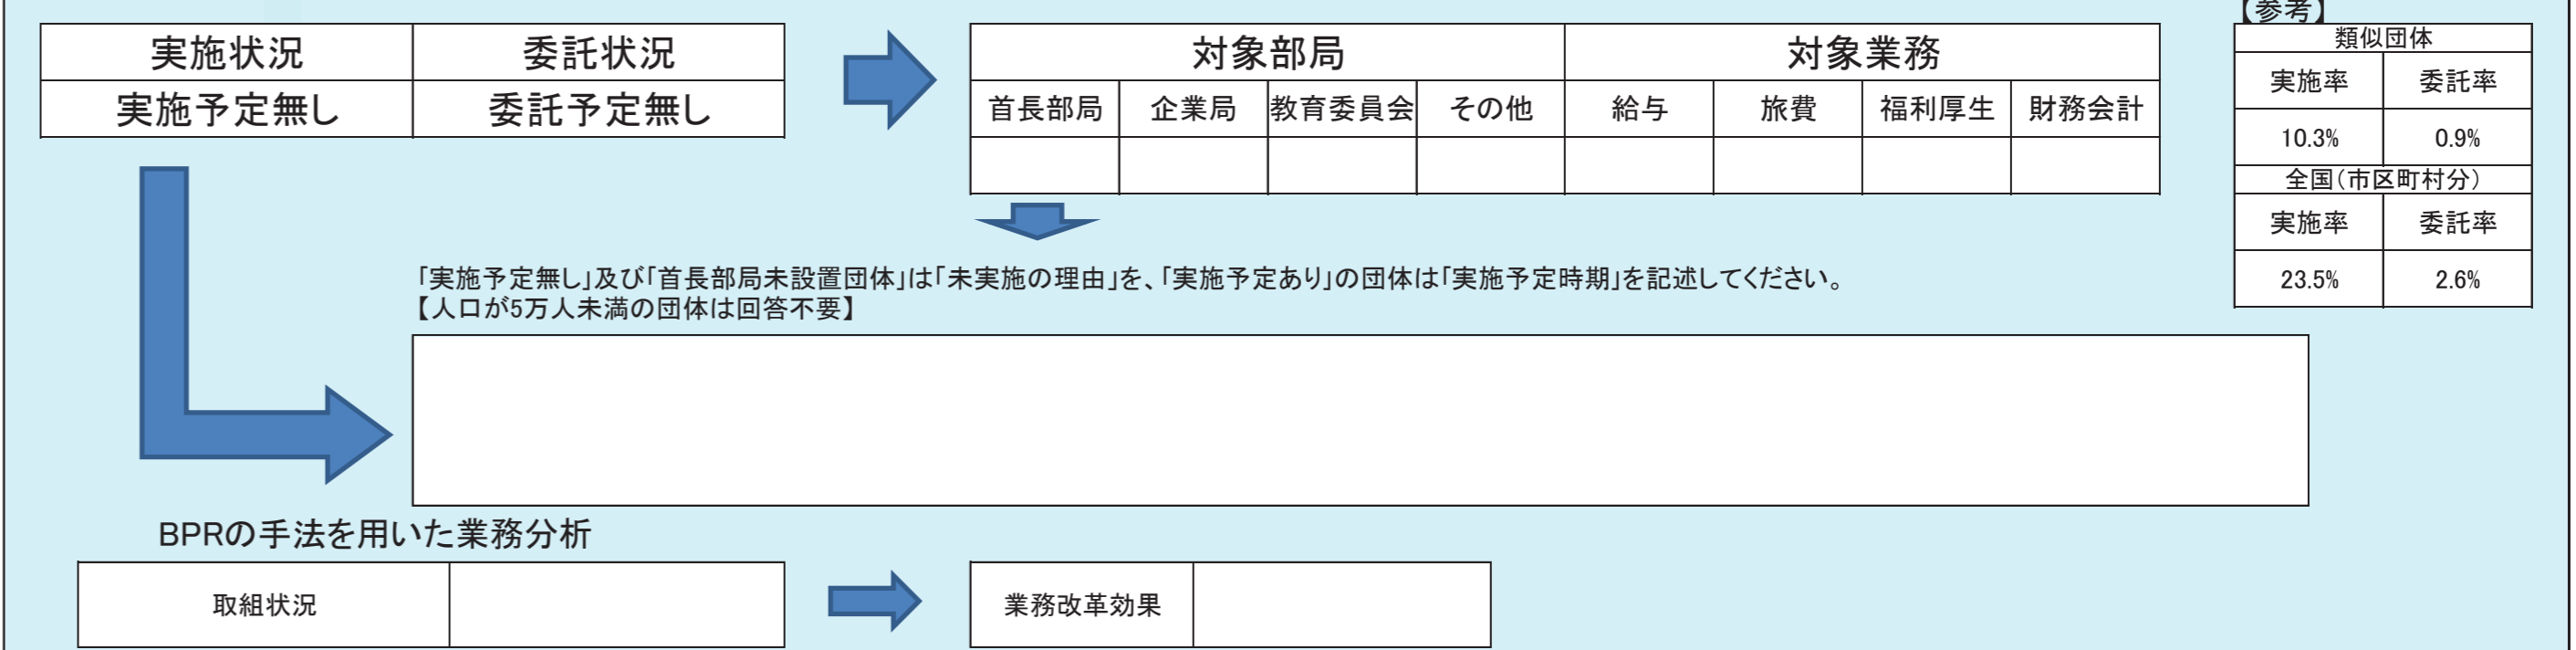 【参考】
実施状況 委託状況
実施予定無し 委託予定無し
対象部局 対象業務
首長部局 企業局 教育委員会 その他 給与 旅費 福利厚生 財務会計
類似団体
実施率 委託率
10.3% 0.9%
全国(市区町村分)
実施率 委託率
23.5% 2.6%
「実施予定無し」及び「首長部局未設置団体」は「未実施の理由」を、「実施予定あり」の団体は「実施予定時期」を記述してください。
【人口が5万人未満の団体は回答不要】
BPRの手法を用いた業務分析
取組状況
業務改革効果